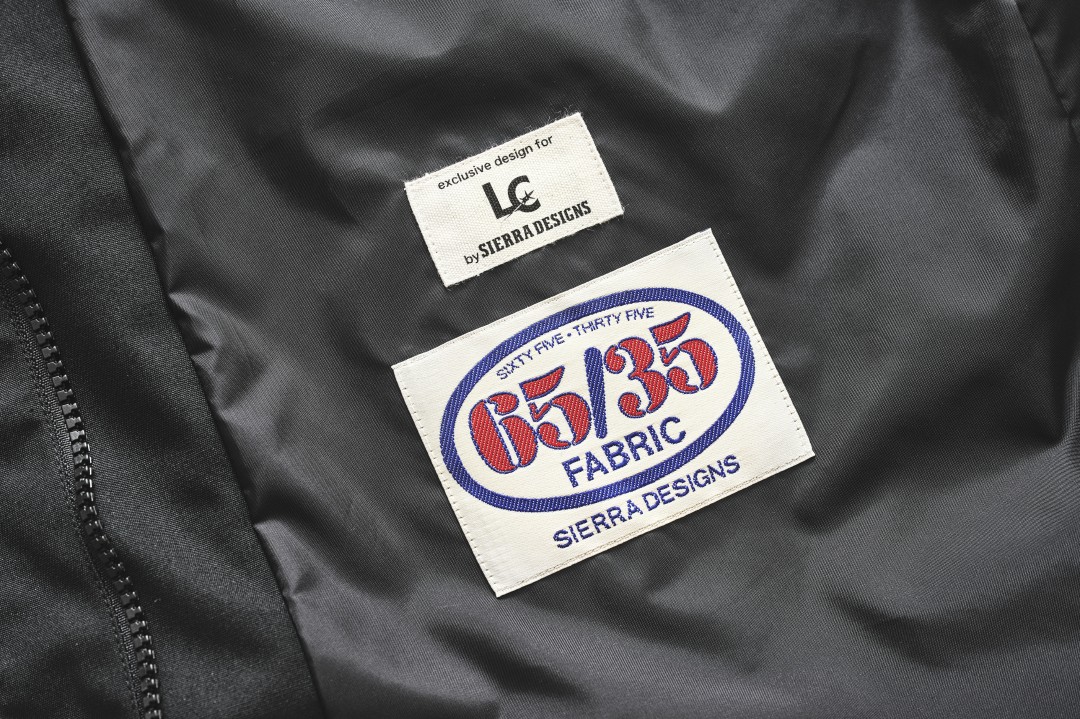 exclusive design for
LC
by SIERRA DESIGNS
SIXTY FIVE • THIRTY FIVE
65/35
FABRIC
SIERRA DESIGNS